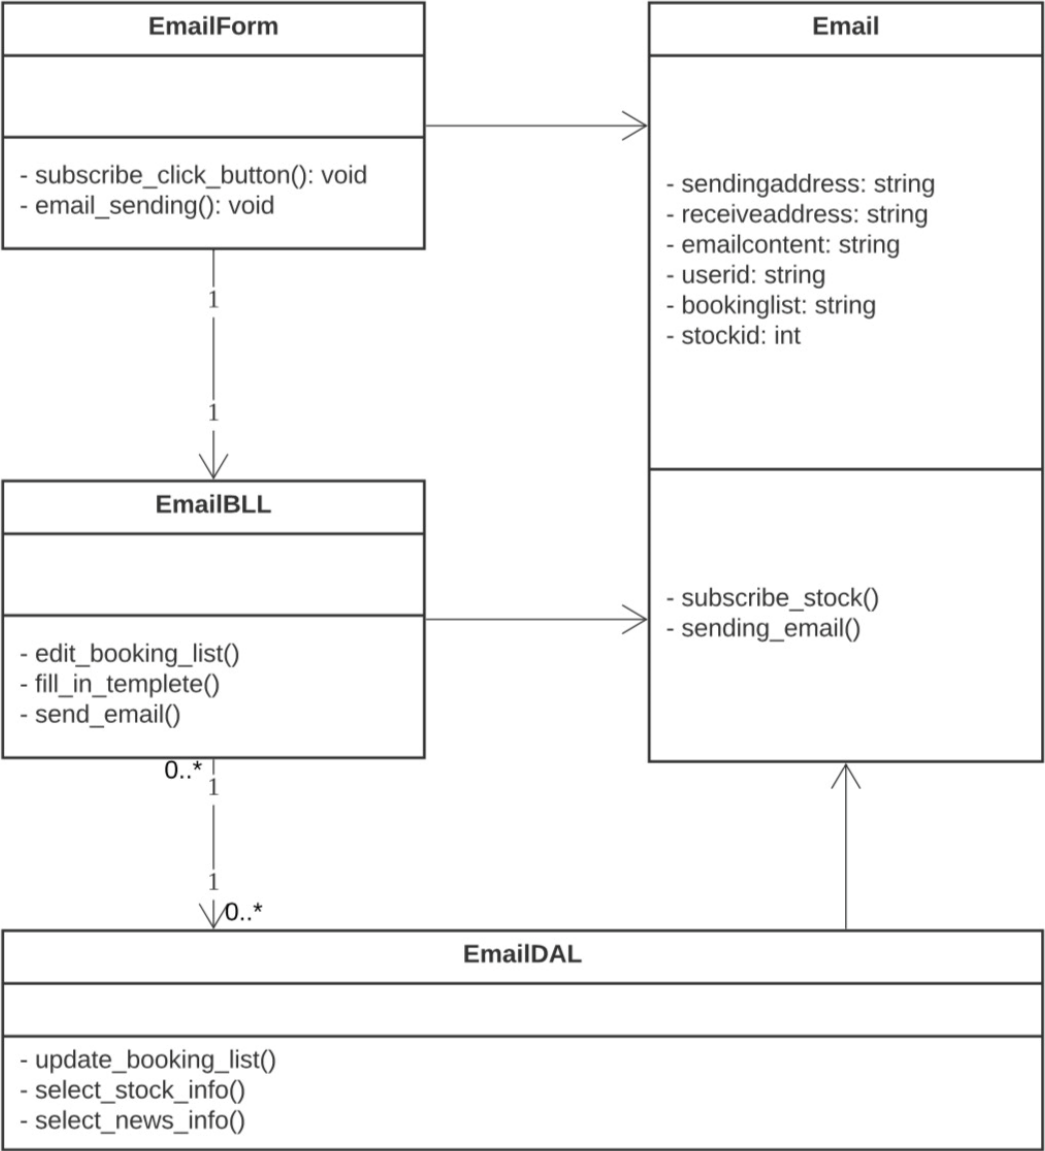 EmailForm
- subscribe_click_button(): void
- email_sending(): void
1
1
EmailBLL
- edit_booking_list()
- fill_in_templete()
- send_email()
0..*
1
1
0..*
Email
- sendingaddress: string
- receiveaddress: string
- emailcontent: string
- userid: string
- bookinglist: string
- stockid: int
- subscribe_stock()
- sending_email()
EmailDAL
- update_booking_list()
- select_stock_info()
- select_news_info()